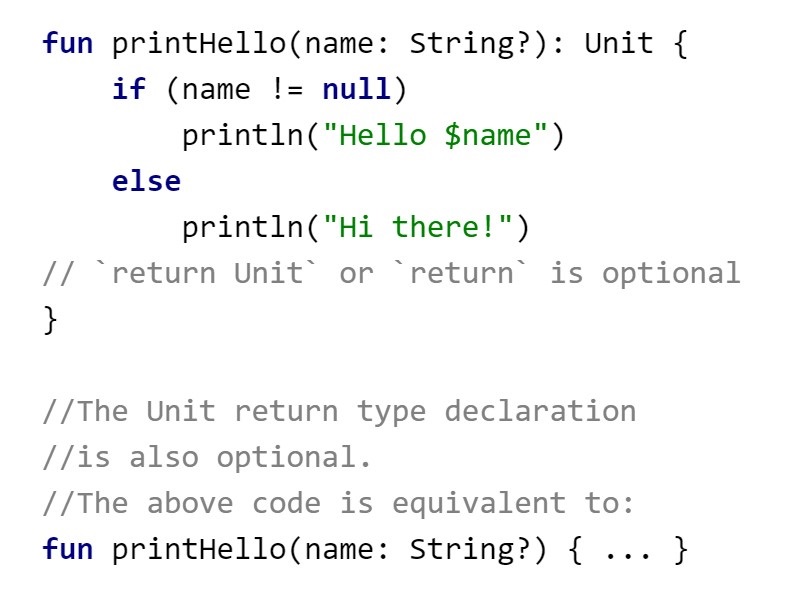 fun printHello(name: String?): Unit {
    if (name != null)
        println("Hello $name")
    else
        println("Hi there!")
// `return Unit` or `return` is optional
}

//The Unit return type declaration
//is also optional.
//The above code is equivalent to:
fun printHello(name: String?) { ... }